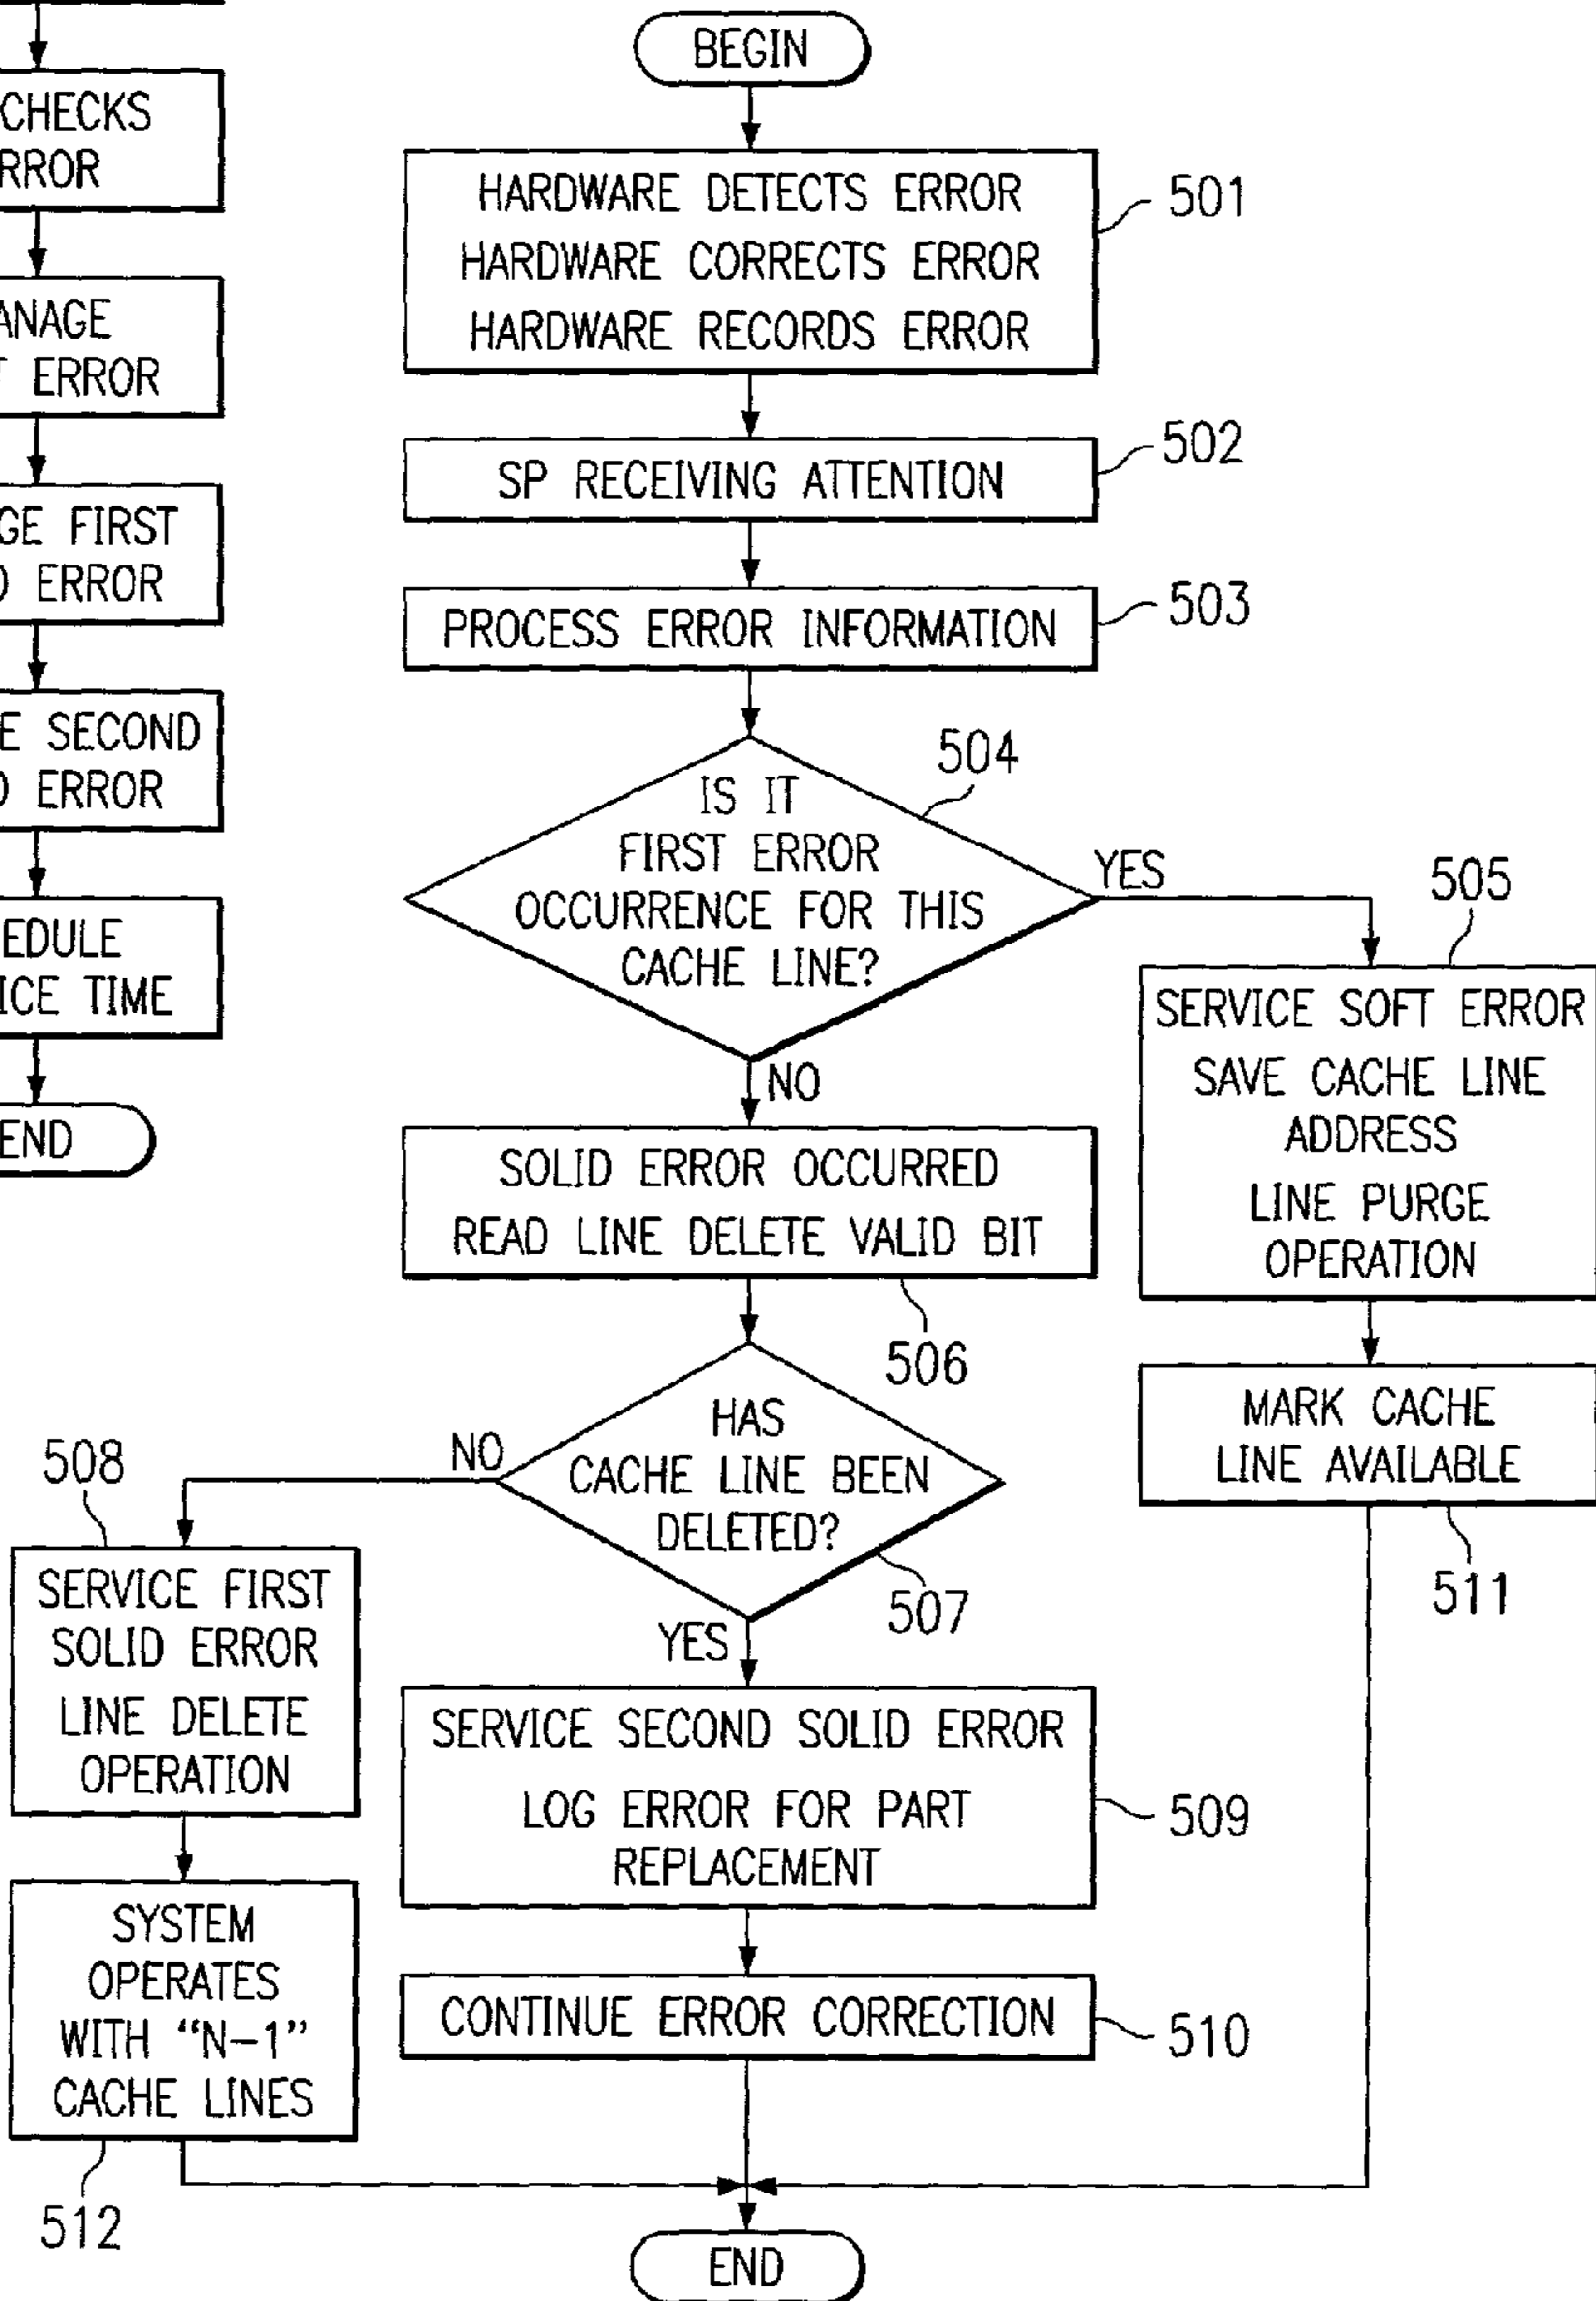 CHECKS
ERROR
ANAGE
ERROR
FIRST
ERROR
SECOND
ERROR
EDULE
ICE TIME
END
BEGIN
HARDWARE DETECTS ERROR
HARDWARE CORRECTS ERROR
HARDWARE RECORDS ERROR
501
SP RECEIVING ATTENTION
502
PROCESS ERROR INFORMATION
503
IS IT
FIRST ERROR
OCCURRENCE FOR THIS
CACHE LINE?
504
YES
NO
505
SERVICE SOFT ERROR
SAVE CACHE LINE
ADDRESS
LINE PURGE
OPERATION
SOLID ERROR OCCURRED
READ LINE DELETE VALID BIT
506
MARK CACHE
LINE AVAILABLE
511
HAS
CACHE LINE BEEN
DELETED?
507
NO
YES
508
SERVICE FIRST
SOLID ERROR
LINE DELETE
OPERATION
SERVICE SECOND SOLID ERROR
LOG ERROR FOR PART
REPLACEMENT
509
SYSTEM
OPERATES
WITH “N−1”
CACHE LINES
512
CONTINUE ERROR CORRECTION
510
END